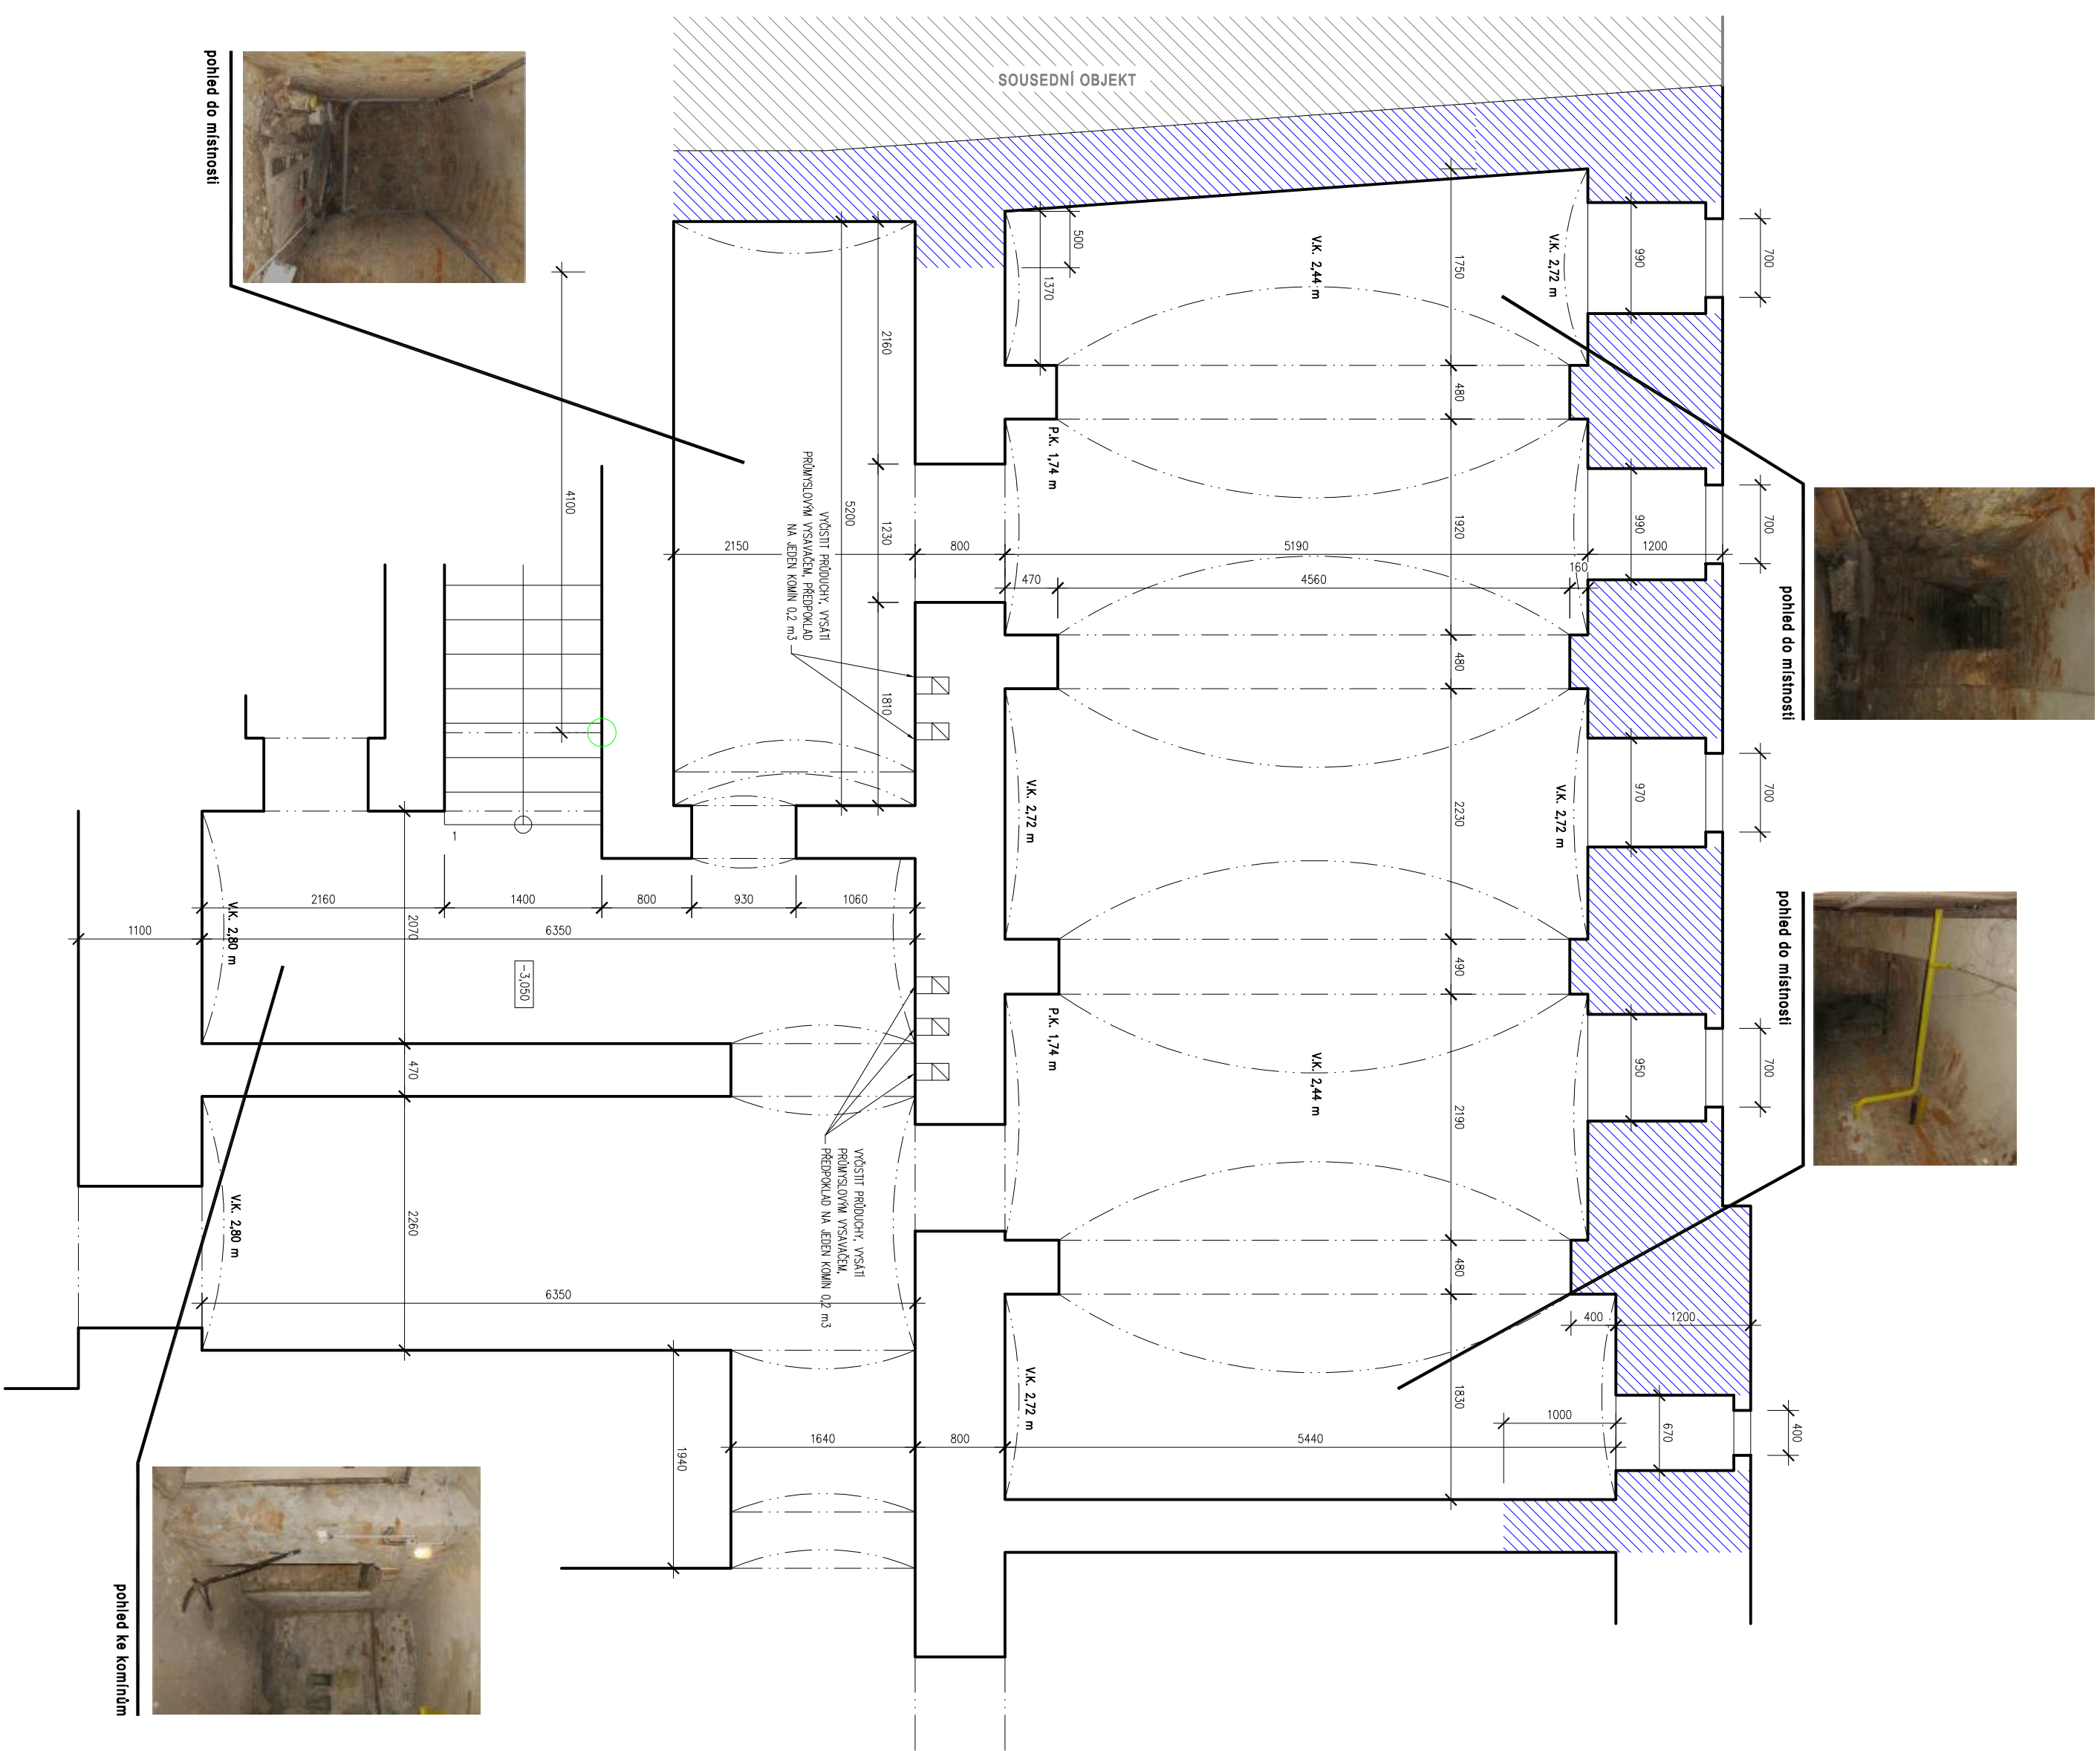 SOUSEDNÍ OBJEKT
pohled do místnosti
pohled do místnosti
pohled do místnosti
pohled ke komínům
V.K. 2,44 m
V.K. 2,72 m
P.K. 1,74 m
V.K. 2,72 m
V.K. 2,72 m
P.K. 1,74 m
V.K. 2,44 m
V.K. 2,72 m
V.K. 2,80 m
V.K. 2,80 m
VYČISTIT PRŮDUCHY, VYSÁTÍ
PRŮMYSLOVÝM VYSAVAČEM, PŘEDPOKLAD
NA JEDEN KOMÍN 0,2 m3
VYČISTIT PRŮDUCHY, VYSÁTÍ
PRŮMYSLOVÝM VYSAVAČEM,
PŘEDPOKLAD NA JEDEN KOMÍN 0,2 m3
-3,050
1
500
1370
1750
990
700
2160
480
4100
5200
1230
1920
990
700
2150
800
5190
1200
470
4560
160
1810
480
2230
970
700
2160
1400
800
930
1060
1100
2070
6350
490
950
700
470
2190
2260
6350
480
400
1200
1830
1000
670
400
1940
1640
800
5440